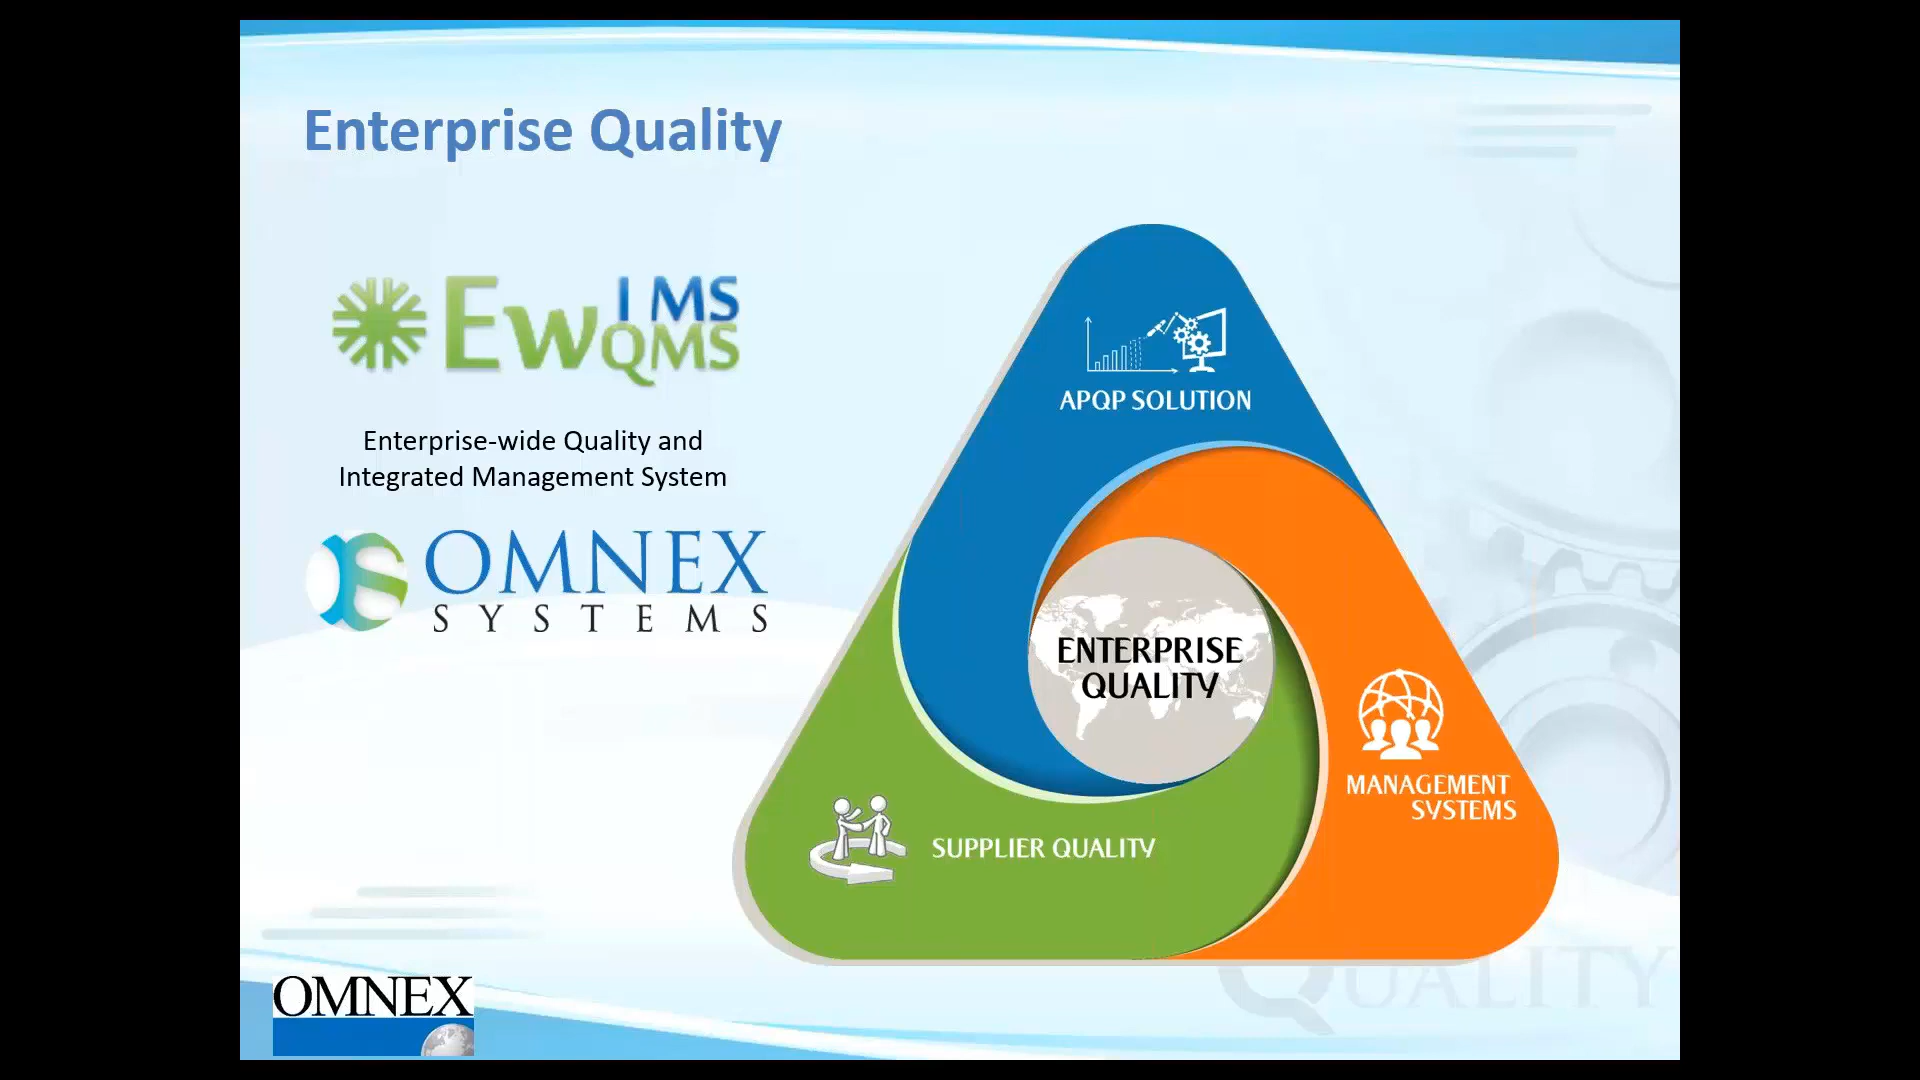 Enterprise Quality
EwIMS
QMS
Enterprise-wide Quality and
Integrated Management System
OMNEX
SYSTEMS
APQP SOLUTION
ENTERPRISE
QUALITY
MANAGEMENT
SYSTEMS
SUPPLIER QUALITY
QUALITY
OMNEX